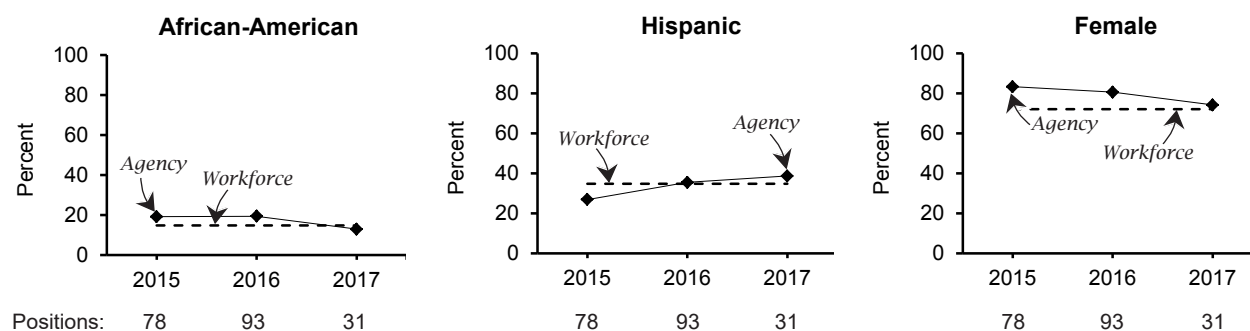 African-American
100
80
60
40
20
0
Percent
Agency
Workforce
2015 2016 2017
Positions: 78 93 31
Hispanic
100
80
60
40
20
0
Percent
Workforce
Agency
2015 2016 2017
78 93 31
Female
100
80
60
40
20
0
Percent
Agency
Workforce
2015 2016 2017
78 93 31